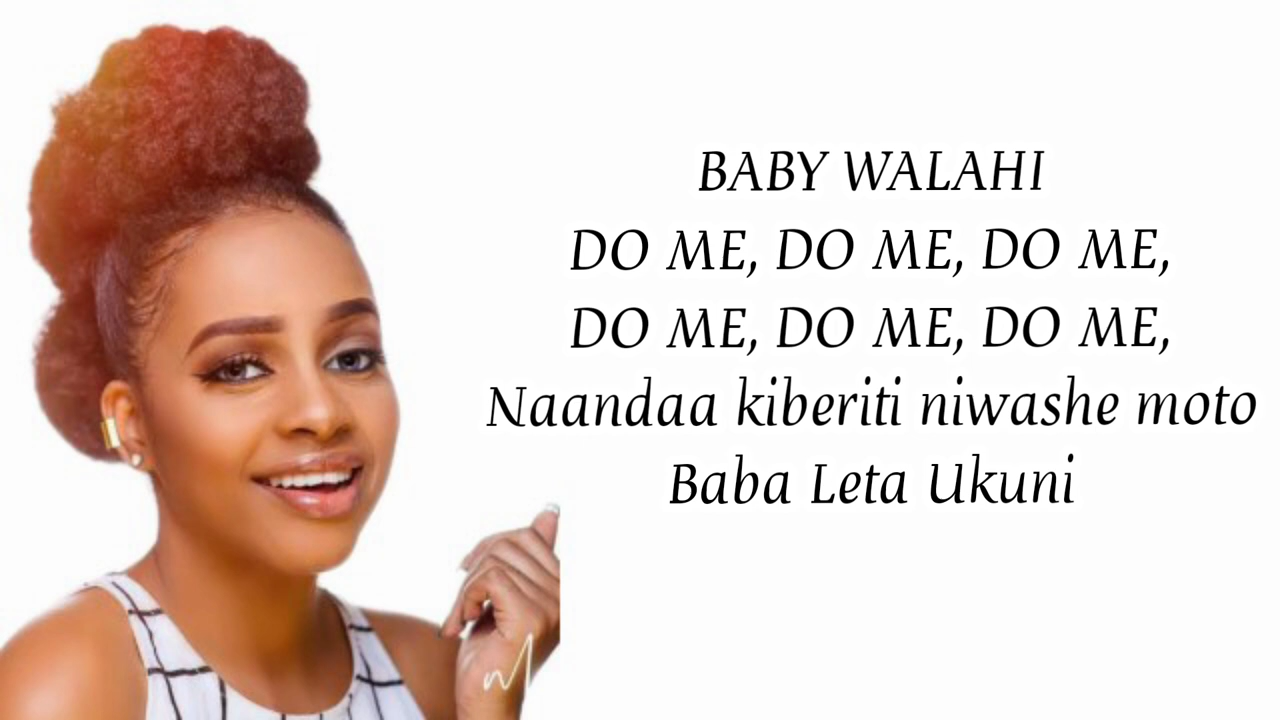 BABY WALAHI
DO ME, DO ME, DO ME,
DO ME, DO ME, DO ME,
Naandaa kiberiti niwashe moto
Baba Leta Ukuni